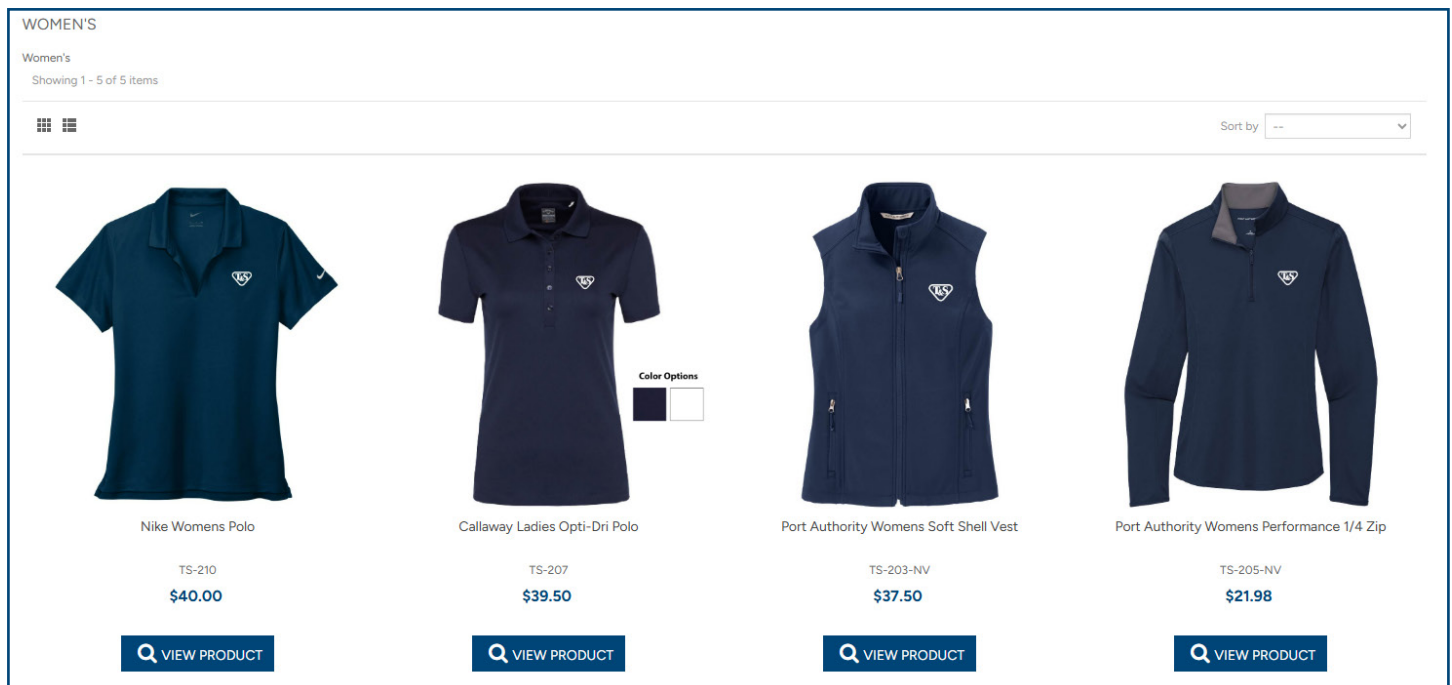 WOMEN'S
Women's
Showing 1 - 5 of 5 items
Sort by --
T&S
T&S
T&S
T&S
Color Options
Nike Womens Polo
Callaway Ladies Opti-Dri Polo
Port Authority Womens Soft Shell Vest
Port Authority Womens Performance 1/4 Zip
TS-210
TS-207
TS-203-NV
TS-205-NV
$40.00
$39.50
$37.50
$21.98
VIEW PRODUCT
VIEW PRODUCT
VIEW PRODUCT
VIEW PRODUCT